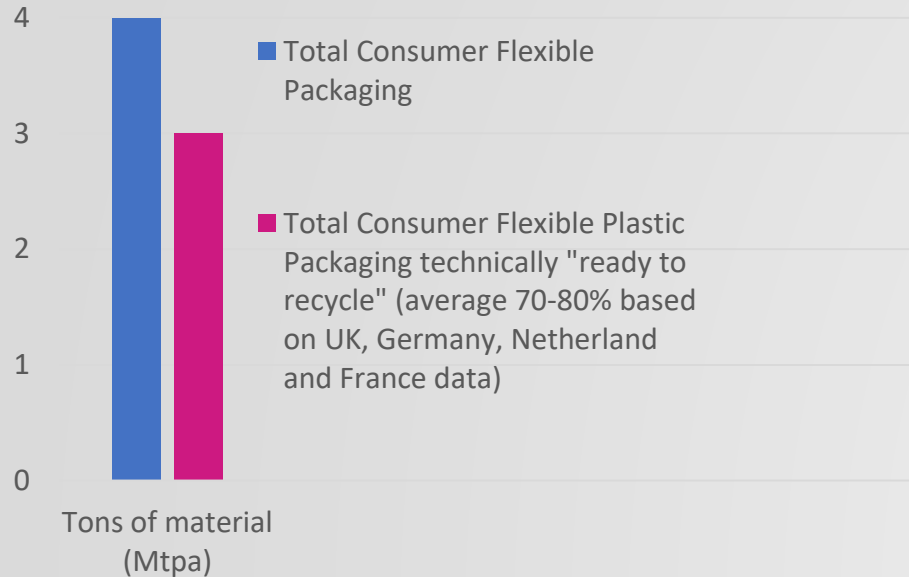 4
3
2
1
0
Tons of material
(Mtpa)
Total Consumer Flexible
Packaging
Total Consumer Flexible Plastic
Packaging technically "ready to
recycle" (average 70-80% based
on UK, Germany, Netherland
and France data)